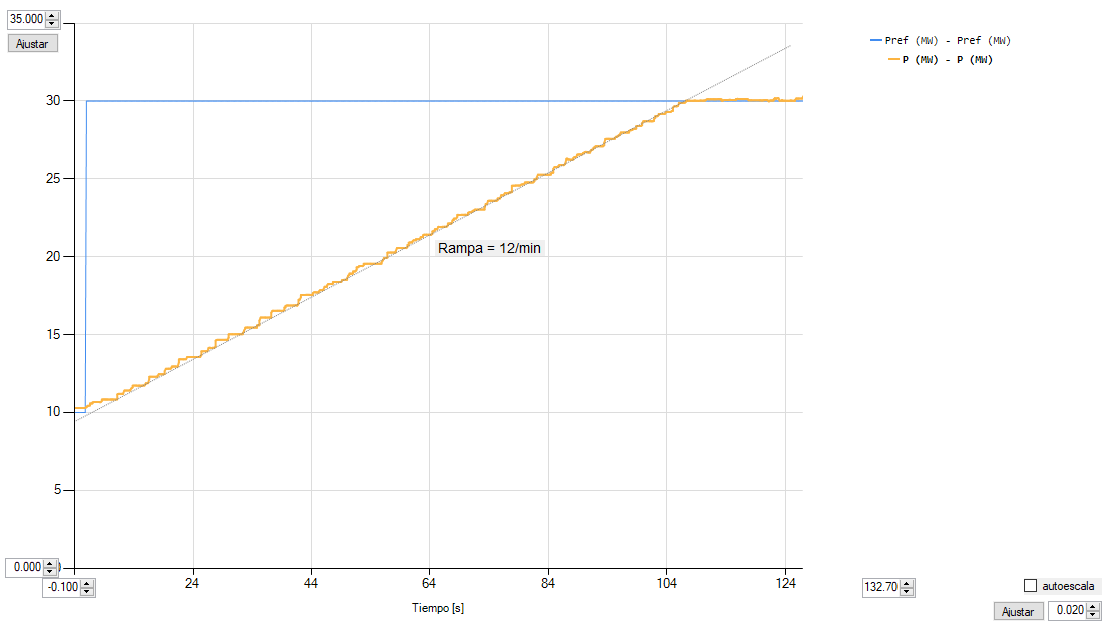 35.000
Ajustar
Pref (MW) - Pref (MW)
P (MW) - P (MW)
30
25
20
Rampa = 12/min
15
10
5
0.000
-0.100
24
44
64
84
104
124
132.70
autoescala
Tiempo [s]
Ajustar
0.020